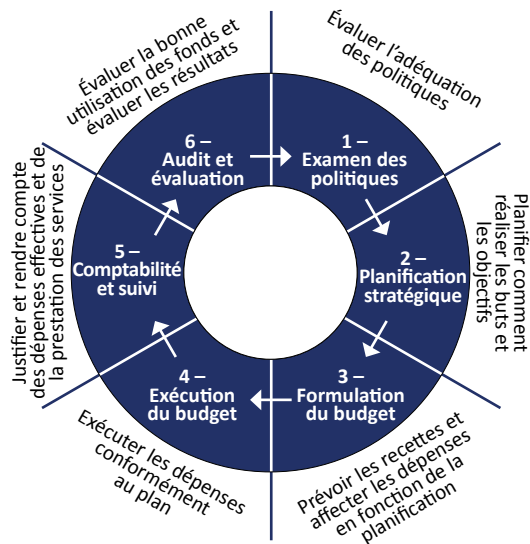 1 –
Examen des
politiques
Évaluer l’adéquation
des politiques
2 –
Planification
stratégique
Planifier comment
réaliser les buts et
les objectifs
3 –
Formulation
du budget
Prévoir les recettes et
affecter les dépenses
en fonction de la
planification
4 –
Exécution
du budget
Exécuter les dépenses
conformément
au plan
5 –
Comptabilité
et suivi
Justifier et rendre compte
des dépenses effectives et de
la prestation des services
6 –
Audit et
évaluation
Évaluer la bonne
utilisation des fonds et
évaluer les résultats